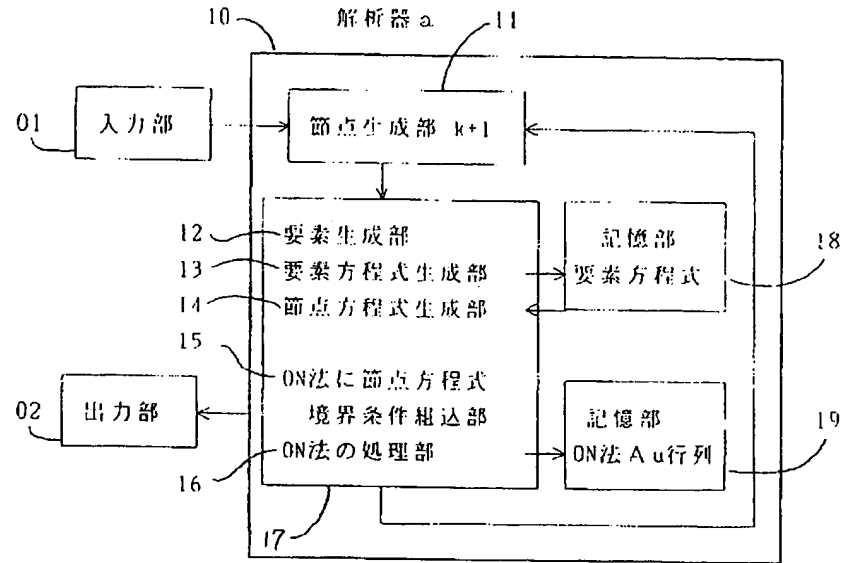 解析器a
10
11
01
入力部
節点生成部 k+1
12
要素生成部
13
要素方程式生成部
14
節点方程式生成部
記憶部
要素方程式
18
15
ON法に節点方程式
境界条件組込部
16
ON法の処理部
17
02
出力部
記憶部
ON法 Au行列
19